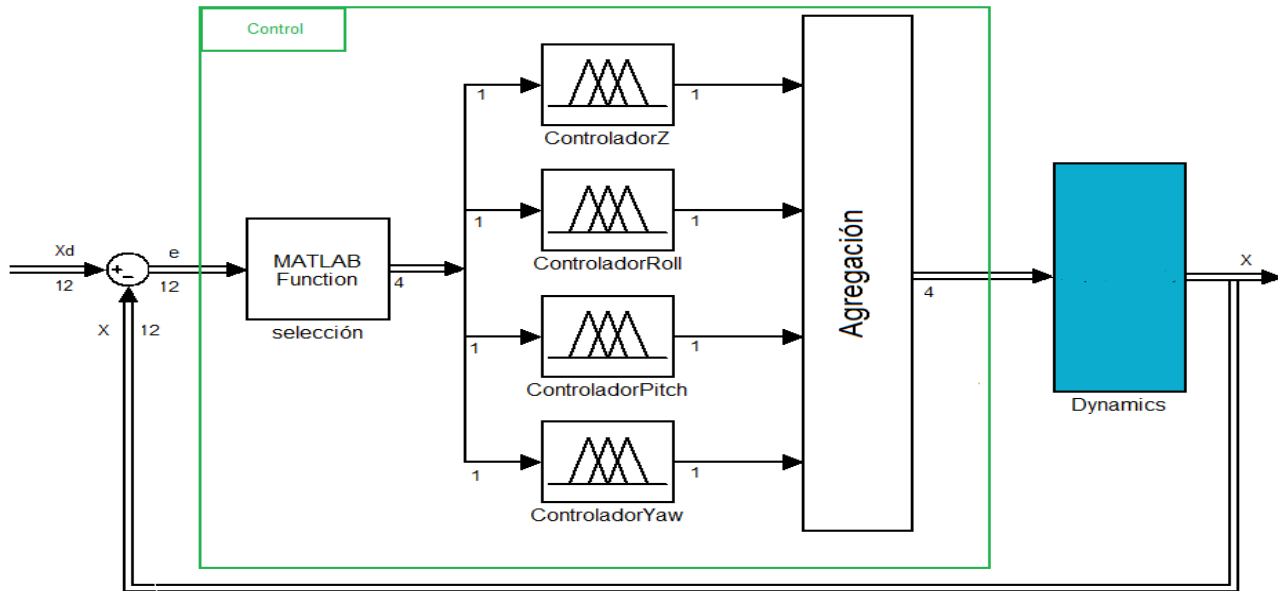 Control
1
1
ControladorZ
1
1
ControladorRoll
Xd
12
+
-
e
12
MATLAB
Function
4
selección
X
12
1
1
ControladorPitch
1
1
ControladorYaw
Agregación
4
Dynamics
X